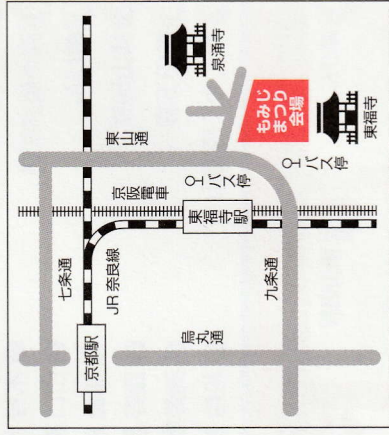 泉涌寺
東山通
もみじ
まつり
会場
東福寺
バス停
バス停
京阪電車
東福寺駅
七条通
JR奈良線
九条通
京都駅
烏丸通